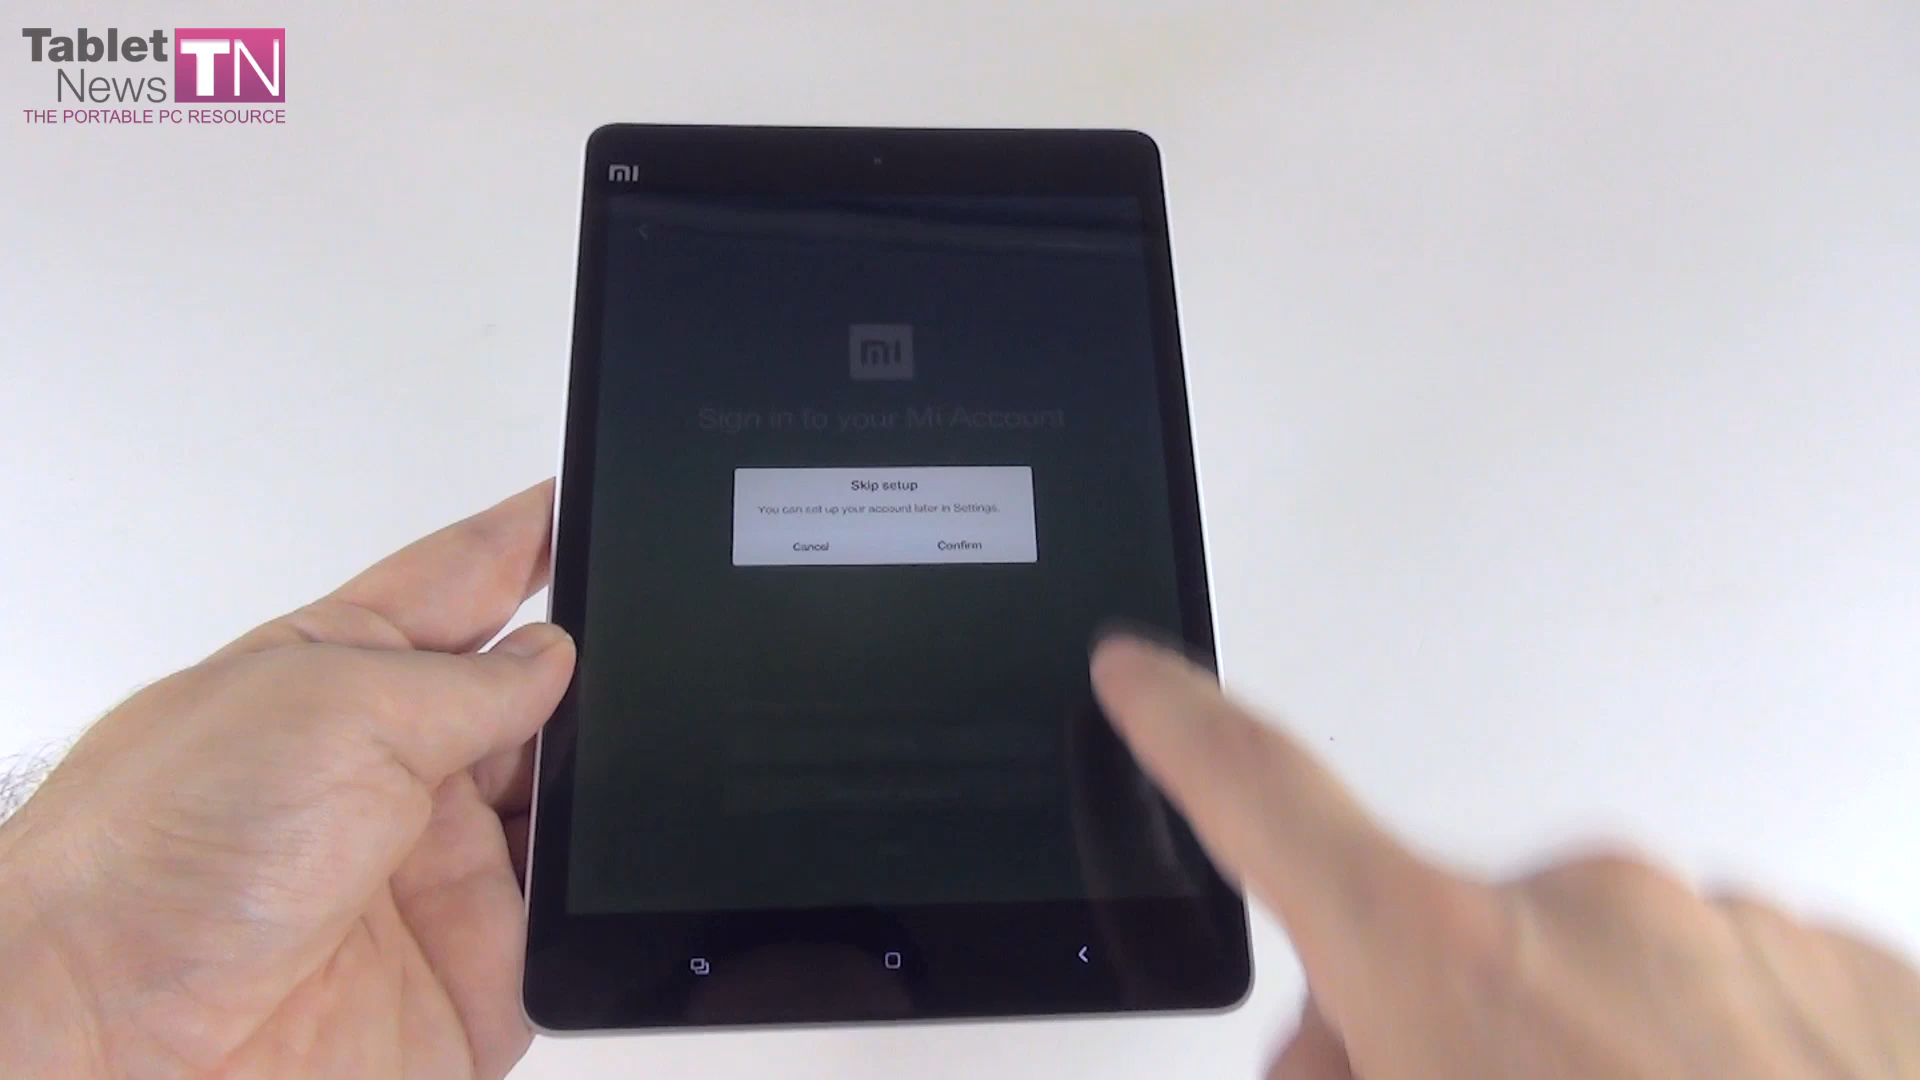 Tablet
News TN
THE PORTABLE PC RESOURCE
mi
mi
Sign in to your Mi Account
Skip setup
You can set up your account later in Settings.
Cancel
Confirm